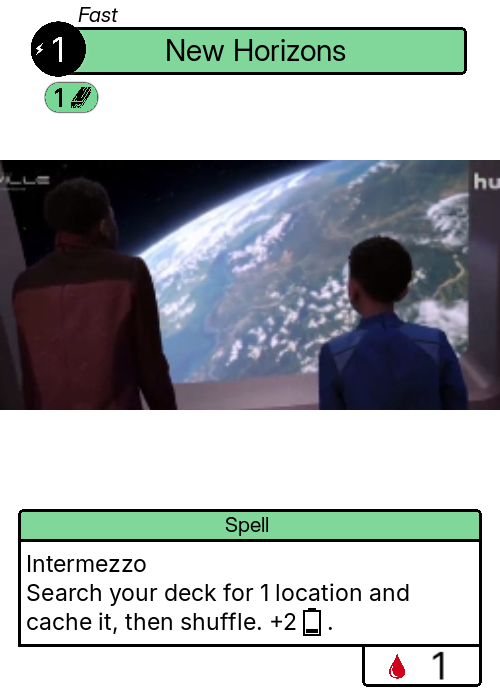 Fast
1
New Horizons
1
VILLE
hu
Spell
Intermezzo
Search your deck for 1 location and
cache it, then shuffle. +2 .
1